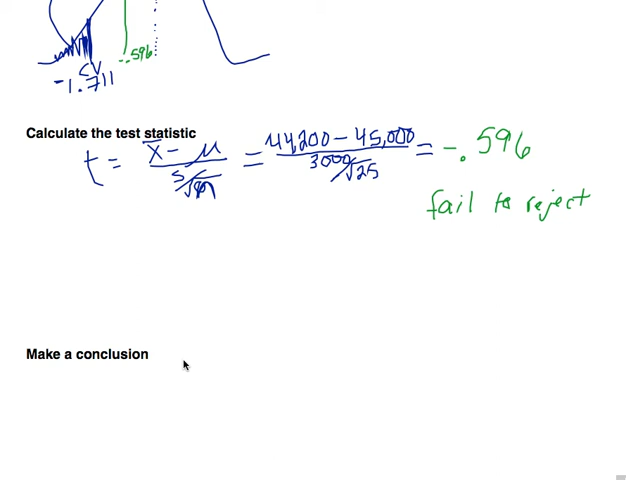 -.596
CV
-1.711
Calculate the test statistic
t = x̄ - μ / s/√n = 44,200 - 45,000 / 3000/√25 = -.596
fail to reject
Make a conclusion